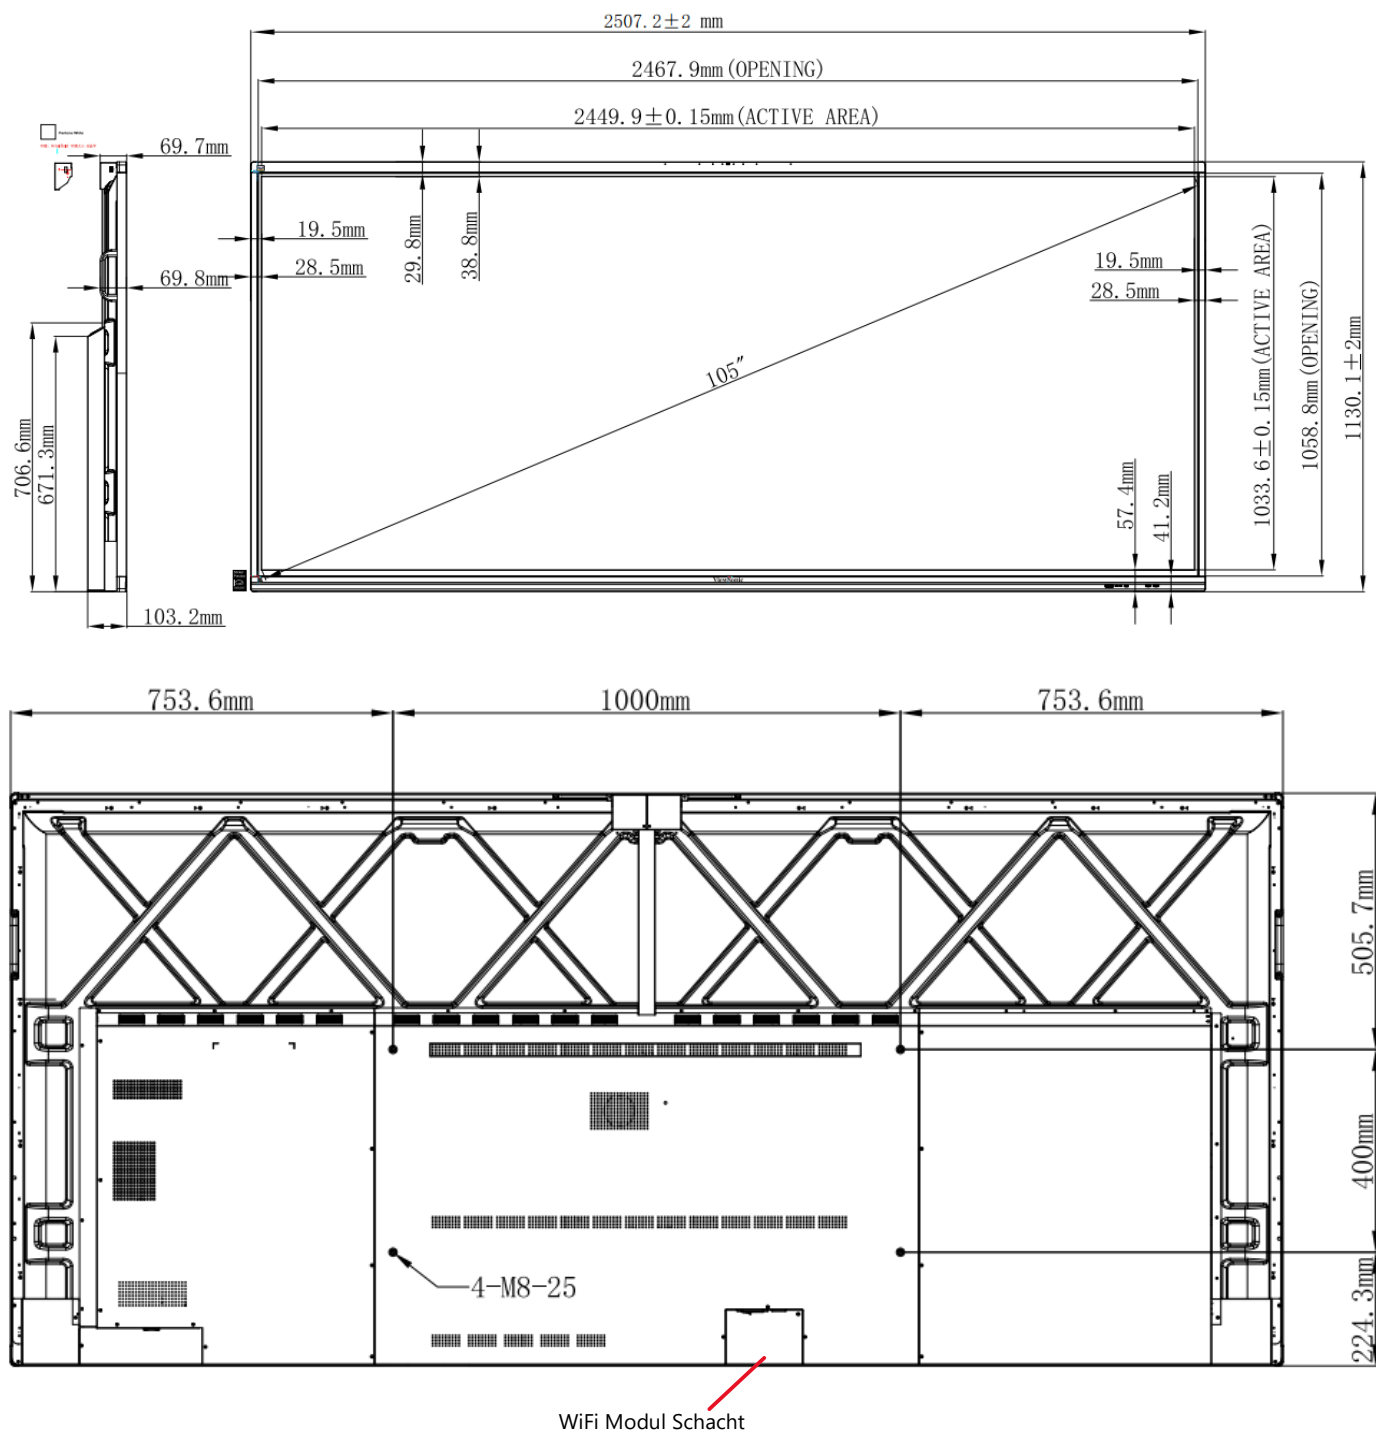 2507.2±2 mm
2467.9mm(OPENING)
2449.9±0.15mm(ACTIVE AREA)
69.7mm
19.5mm
28.5mm
29.8mm
38.8mm
69.8mm
19.5mm
28.5mm
105″
706.6mm
671.3mm
57.4mm
41.2mm
1033.6±0.15mm(ACTIVE AREA)
1058.8mm(OPENING)
1130.1±2mm
ViewSonic
103.2mm
753.6mm
1000mm
753.6mm
505.7mm
400mm
4-M8-25
224.3mm
WiFi Modul Schacht